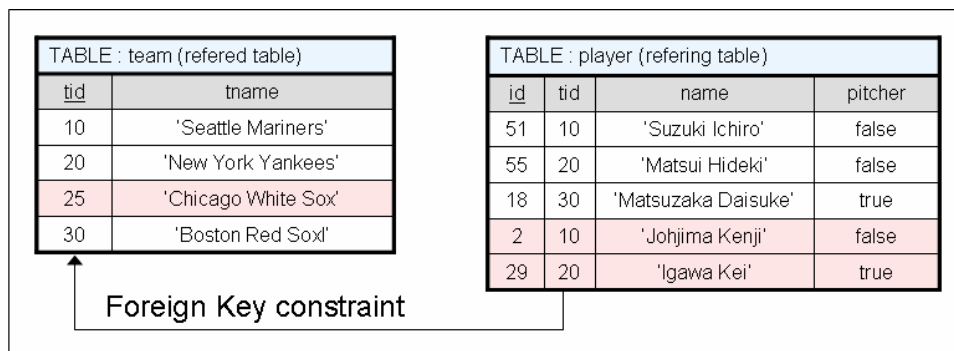 TABLE : team (refered table)
tid tname
10 'Seattle Mariners'
20 'New York Yankees'
25 'Chicago White Sox'
30 'Boston Red Soxl'
TABLE : player (refering table)
id tid name pitcher
51 10 'Suzuki Ichiro' false
55 20 'Matsui Hideki' false
18 30 'Matsuzaka Daisuke' true
2 10 'Johjima Kenji' false
29 20 'Igawa Kei' true
Foreign Key constraint